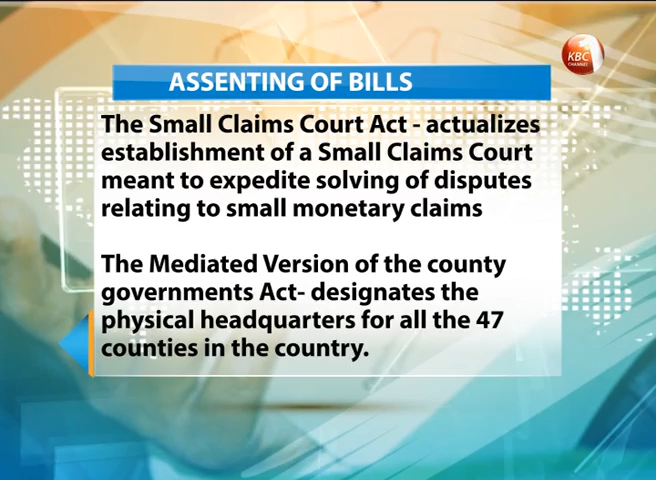 KBC
CHANNEL 1
ASSENTING OF BILLS
The Small Claims Court Act - actualizes
establishment of a Small Claims Court
meant to expedite solving of disputes
relating to small monetary claims
The Mediated Version of the county
governments Act- designates the
physical headquarters for all the 47
counties in the country.